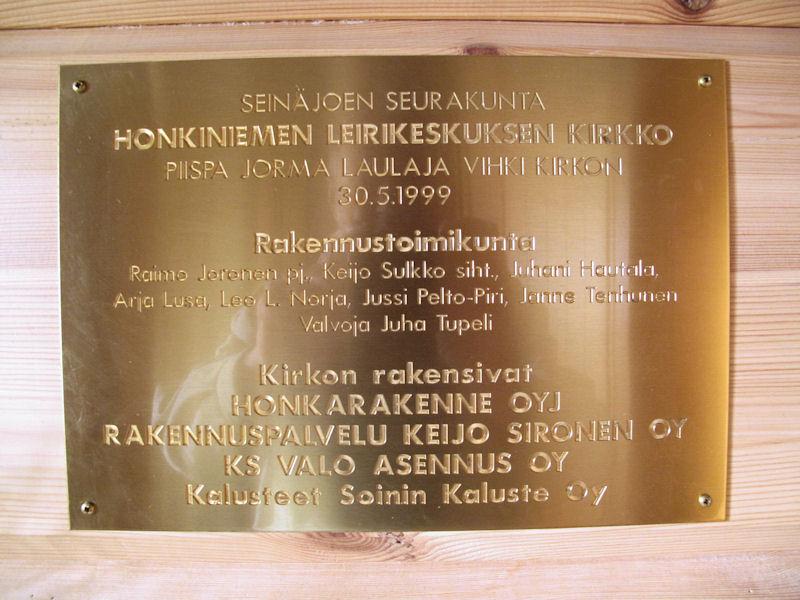 SEINÄJOEN SEURAKUNTA
HONKINIEMEN LEIRIKESKUKSEN KIRKKO
PIISPA JORMA LAULAJA VIHKI KIRKON
30.5.1999
Rakennustoimikunta
Raimo Joronen pj., Keijo Sulkko siht., Juhani Hautala,
Arja Lusa, Leo L. Norja, Jussi Pelto-Piri, Janne Tenhunen
Valvoja Juha Tupeli
Kirkon rakensivat
HONKARAKENNE OYJ
RAKENNUSPALVELU KEIJO SIRONEN OY
KS VALO ASENNUS OY
Kalusteet Soinin Kaluste Oy